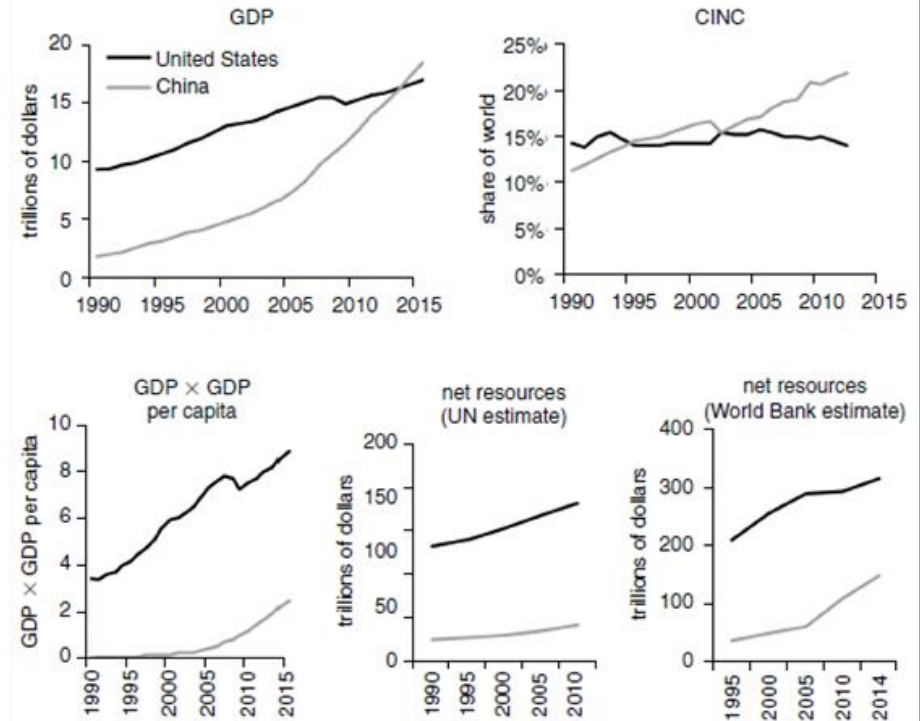 GDP
trillions of dollars
20
15
10
5
0
United States
China
1990 1995 2000 2005 2010 2015
CINC
share of world
25%
20%
15%
10%
5%
0%
1990 1995 2000 2005 2010 2015
GDP × GDP
per capita
GDP × GDP per capita
10
8
6
4
2
0
1990 1995 2000 2005 2010 2015
net resources
(UN estimate)
trillions of dollars
200
150
100
50
0
1990 1995 2000 2005 2010
net resources
(World Bank estimate)
trillions of dollars
400
300
200
100
0
1995 2000 2005 2010 2014